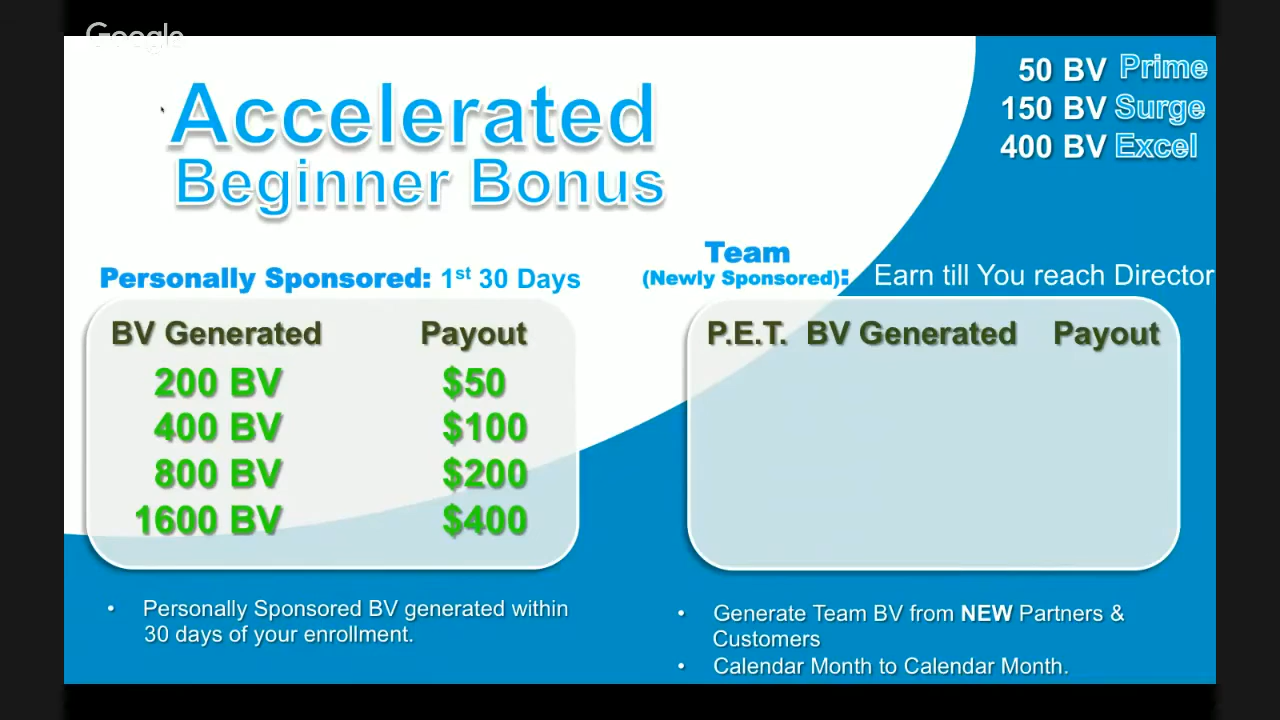 Google
50 BV Prime
150 BV Surge
400 BV Excel
Accelerated
Beginner Bonus
Personally Sponsored: 1st 30 Days
BV Generated Payout
200 BV $50
400 BV $100
800 BV $200
1600 BV $400
• Personally Sponsored BV generated within
30 days of your enrollment.
Team
(Newly Sponsored): Earn till You reach Director
P.E.T. BV Generated Payout
• Generate Team BV from NEW Partners &
Customers
• Calendar Month to Calendar Month.